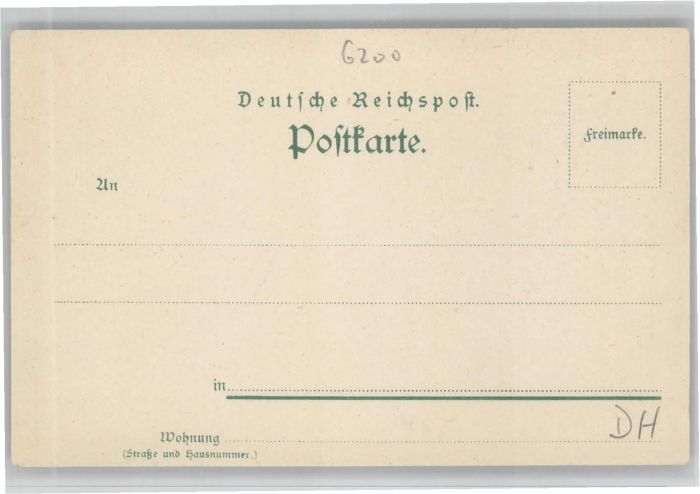 6200
Deutſche Reichspoſt.
Poſtkarte.
Freimarke.
An
in
DH
Wohnung
(Straße und Hausnummer.)